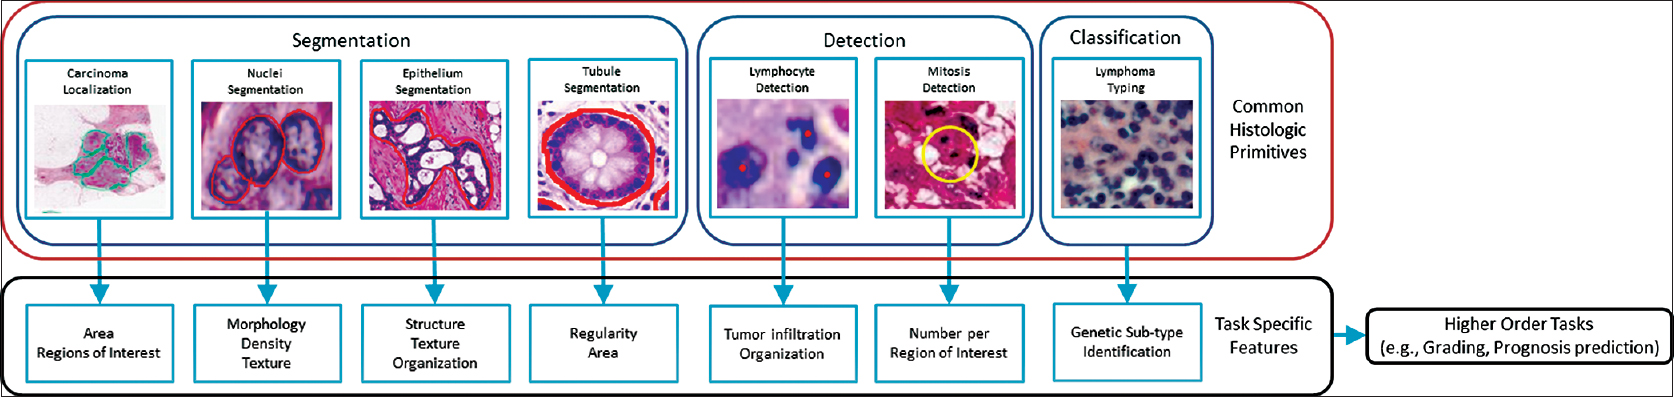 Segmentation
Detection
Classification
Carcinoma
Localization
Nuclei
Segmentation
Epithelium
Segmentation
Tubule
Segmentation
Lymphocyte
Detection
Mitosis
Detection
Lymphoma
Typing
Common
Histologic
Primitives
Area
Regions of Interest
Morphology
Density
Texture
Structure
Texture
Organization
Regularity
Area
Tumor infiltration
Organization
Number per
Region of Interest
Genetic Sub-type
Identification
Task Specific
Features
Higher Order Tasks
(e.g., Grading, Prognosis prediction)